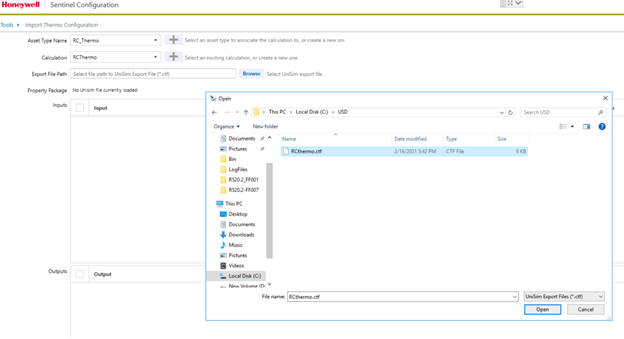 Honeywell Sentinel Configuration
Tools Import Thermo Configuration
Asset Type Name RC_Thermo Select an asset type to associate the calculation to, or create a new on
Calculation RCThermo Select an existing calculation, or create a new one
Export File Path Select file path to UniSim Export File (*.ctf) Browse Select UniSim export file
Property Package No Unisim file currently loaded
Inputs Input
Open
This PC Local Disk (C:) USD Search USD
Organize New folder
Name Date modified Type Size
RCthermo.ctf 2/16/2021 5:42 PM CTF File 8 KB
Documents
Pictures
Bin
LogFiles
R520.2_FF001
R520.2-FF007
This PC
Desktop
Documents
Downloads
Music
Pictures
Videos
Local Disk (C:)
New Volume (D:
File name: RCthermo.ctf UniSim Export Files (*.ctf)
Open Cancel
Outputs Output